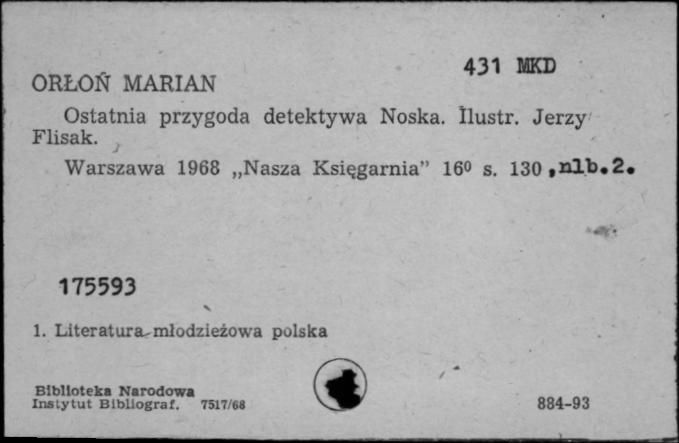 431 MKD
ORŁOŃ MARIAN
Ostatnia przygoda detektywa Noska. Ilustr. Jerzy
Flisak.
Warszawa 1968 „Nasza Księgarnia” 16⁰ s. 130, nlb.2.
175593
1. Literatura młodzieżowa polska
Biblioteka Narodowa
Instytut Bibliograf. 7517/68
884-93